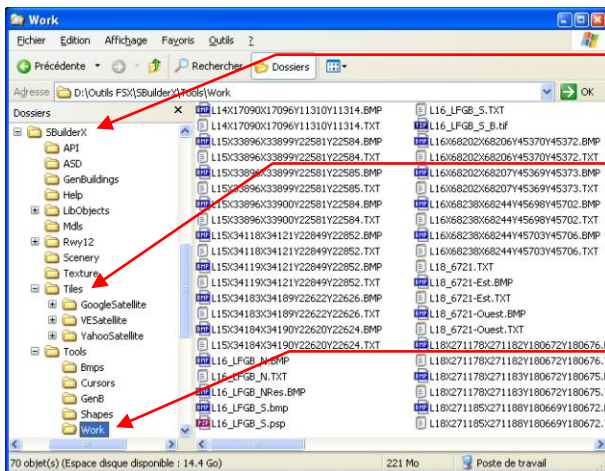 Work
Fichier Edition Affichage Favoris Outils ?
Précédente Rechercher Dossiers
Adresse D:\Outils FSX\SBuilderX\Tools\Work OK
Dossiers
SBuilderX
API
ASD
GenBuildings
Help
LibObjects
Mdls
Rwy12
Scenery
Texture
Tiles
GoogleSatellite
VESatellite
YahooSatellite
Tools
Bmps
Cursors
GenB
Shapes
Work
L14X17090X17096Y11310Y11314.BMP
L14X17090X17096Y11310Y11314.TXT
L15X33896X33899Y22581Y22584.BMP
L15X33896X33899Y22581Y22584.TXT
L15X33896X33899Y22581Y22585.BMP
L15X33896X33899Y22581Y22585.TXT
L15X33896X33900Y22581Y22584.BMP
L15X33896X33900Y22581Y22584.TXT
L15X34118X34121Y22849Y22852.BMP
L15X34118X34121Y22849Y22852.TXT
L15X34119X34121Y22849Y22852.BMP
L15X34119X34121Y22849Y22852.TXT
L15X34183X34189Y22622Y22626.BMP
L15X34183X34189Y22622Y22626.TXT
L15X34184X34190Y22620Y22624.BMP
L15X34184X34190Y22620Y22624.TXT
L16_LFGB_N.BMP
L16_LFGB_N.TXT
L16_LFGB_NRes.BMP
L16_LFGB_S.bmp
L16_LFGB_S.psp
L16_LFGB_S.TXT
L16_LFGB_S_B.tif
L16X68202X68206Y45370Y45372.BMP
L16X68202X68206Y45370Y45372.TXT
L16X68202X68207Y45369Y45373.BMP
L16X68202X68207Y45369Y45373.TXT
L16X68238X68244Y45698Y45702.BMP
L16X68238X68244Y45698Y45702.TXT
L16X68238X68244Y45703Y45706.BMP
L16X68238X68244Y45703Y45706.TXT
L18_6721.TXT
L18_6721-Est.BMP
L18_6721-Est.TXT
L18_6721-Ouest.BMP
L18_6721-Ouest.TXT
L18X271178X271182Y180672Y180676.
L18X271178X271182Y180672Y180676.
L18X271178X271183Y180672Y180675.
L18X271178X271183Y180672Y180675.
L18X271185X271188Y180669Y180672.
L18X271185X271188Y180669Y180672.
70 objet(s) (Espace disque disponible : 14.4 Go) 221 Mo Poste de travail